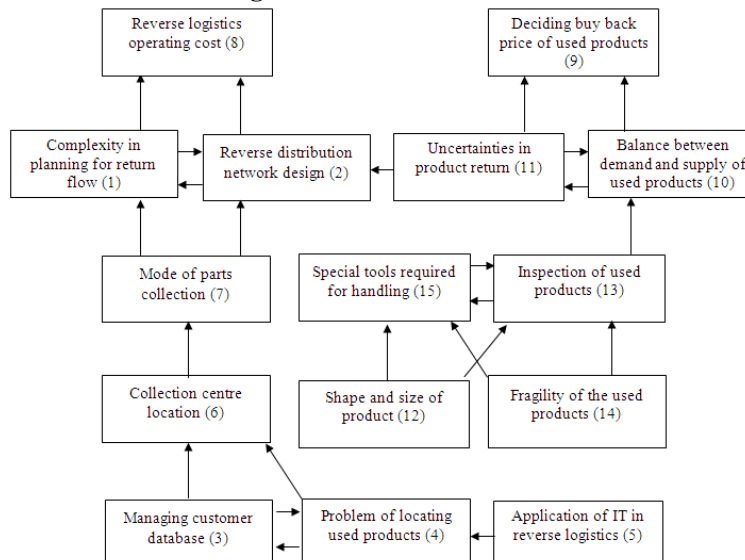 Reverse logistics
operating cost (8)
Deciding buy back
price of used products
(9)
Complexity in
planning for return
flow (1)
Reverse distribution
network design (2)
Uncertainties in
product return (11)
Balance between
demand and supply of
used products (10)
Mode of parts
collection (7)
Special tools required
for handling (15)
Inspection of used
products (13)
Collection centre
location (6)
Shape and size of
product (12)
Fragility of the used
products (14)
Managing customer
database (3)
Problem of locating
used products (4)
Application of IT in
reverse logistics (5)